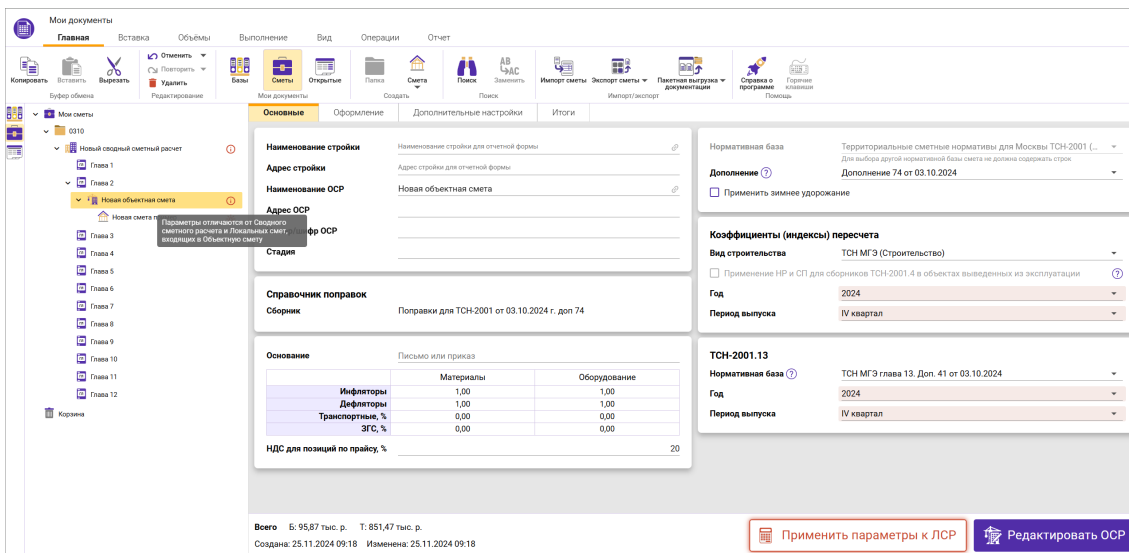 Мои документы
Главная Вставка Объёмы Выполнение Вид Операции Отчет
Копировать Вставить Вырезать
Буфер обмена
Отменить
Повторить
Удалить
Редактирование
Базы Сметы Открытые
Мои документы
Папка Смета
Создать
Поиск
AB
AC
Заменить
Поиск
Импорт сметы Экспорт сметы Пакетная выгрузка документации
Импорт/экспорт
Справка о программе Горячие клавиши
Помощь
Мои сметы
0310
Новый сводный сметный расчет
Глава 1
Глава 2
Новая объектная смета
Новая смета п
Параметры отличаются от Сводного
сметного расчета и Локальных смет,
входящих в Объектную смету
Глава 3
Глава 4
Глава 5
Глава 6
Глава 7
Глава 8
Глава 9
Глава 10
Глава 11
Глава 12
Корзина
Основные Оформление Дополнительные настройки Итоги
Наименование стройки Наименование стройки для отчетной формы
Адрес стройки Адрес стройки для отчетной формы
Наименование ОСР Новая объектная смета
Адрес ОСР
фр ОСР
Стадия
Справочник поправок
Сборник Поправки для ТСН-2001 от 03.10.2024 г. доп 74
Основание Письмо или приказ
Материалы Оборудование
Инфляторы 1,00 1,00
Дефляторы 1,00 1,00
Транспортные, % 0,00 0,00
ЗГС, % 0,00 0,00
НДС для позиций по прайсу, % 20
Нормативная база Территориальные сметные нормативы для Москвы ТСН-2001 (...
Для выбора другой нормативной базы смета не должна содержать строк
Дополнение ? Дополнение 74 от 03.10.2024
Применить зимнее удорожание
Коэффициенты (индексы) пересчета
Вид строительства ТСН МГЭ (Строительство)
Применение НР и СП для сборников ТСН-2001.4 в объектах выведенных из эксплуатации ?
Год 2024
Период выпуска IV квартал
ТСН-2001.13
Нормативная база ? ТСН МГЭ глава 13. Доп. 41 от 03.10.2024
Год 2024
Период выпуска IV квартал
Всего Б: 95,87 тыс. р. Т: 851,47 тыс. р.
Создана: 25.11.2024 09:18 Изменена: 25.11.2024 09:18
Применить параметры к ЛСР
Редактировать ОСР